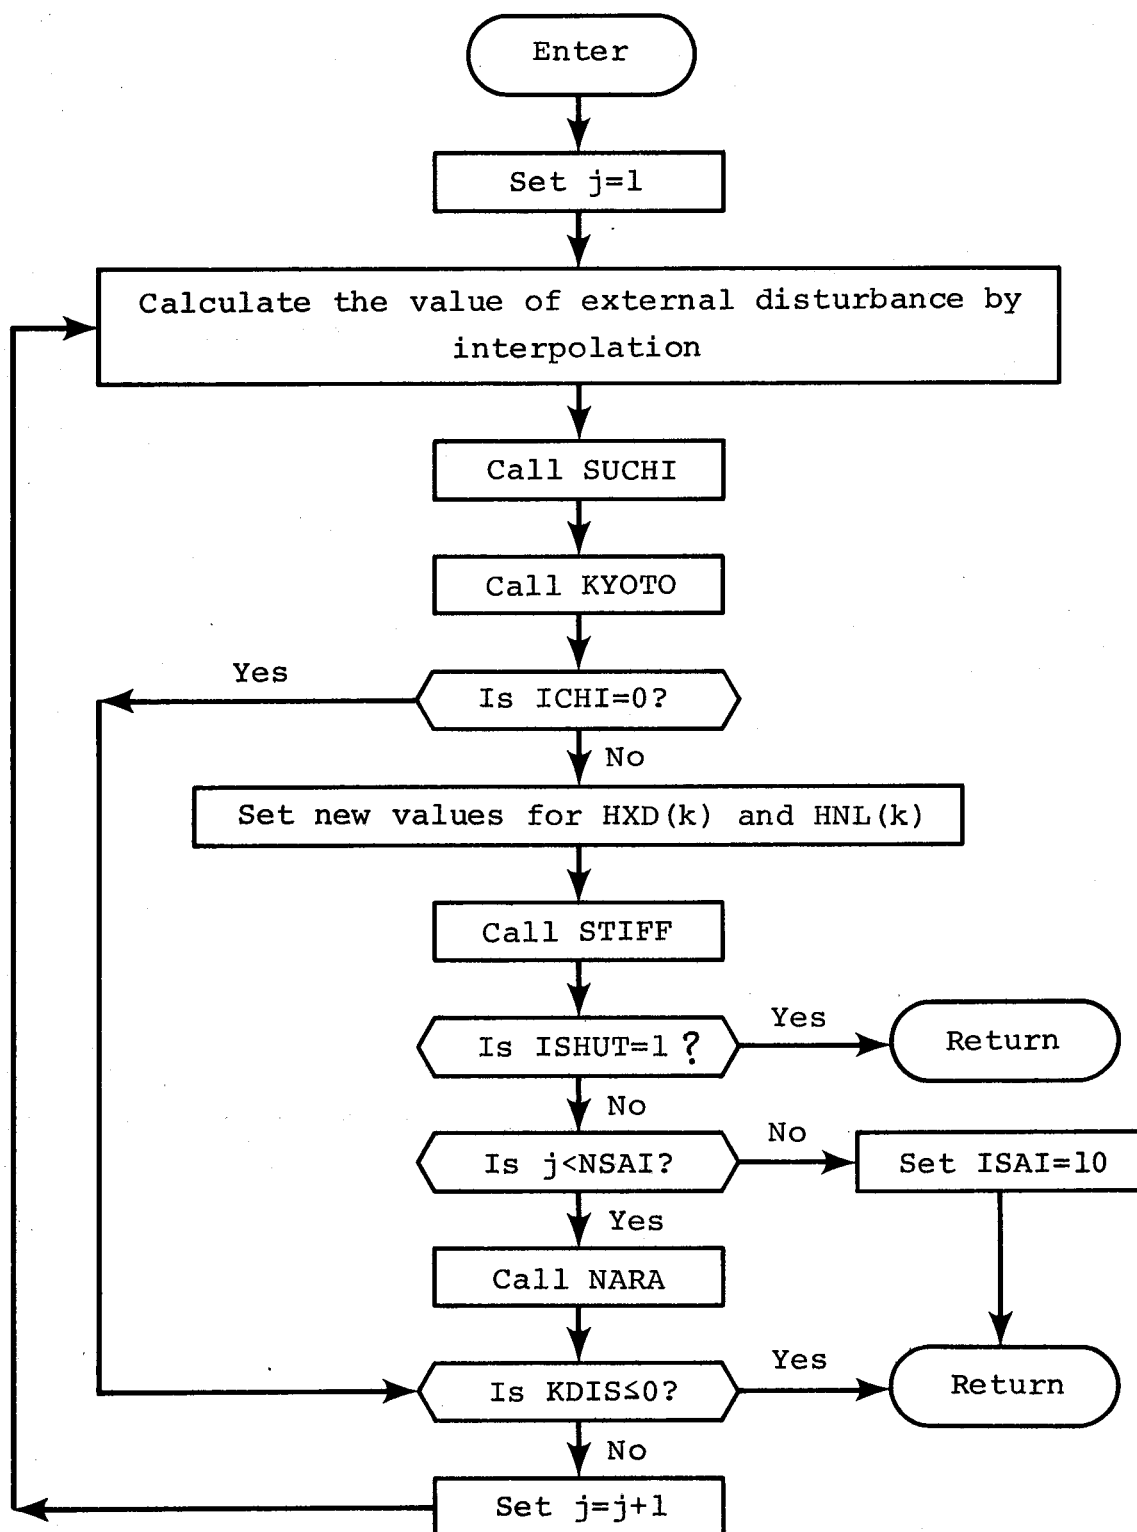 Enter
Set j=1
Calculate the value of external disturbance by
interpolation
Call SUCHI
Call KYOTO
Yes
Is ICHI=0?
No
Set new values for HXD(k) and HNL(k)
Call STIFF
Is ISHUT=1 ?
Yes
Return
No
Is j<NSAI?
No
Set ISAI=10
Yes
Call NARA
Is KDIS≤0?
Yes
Return
No
Set j=j+1